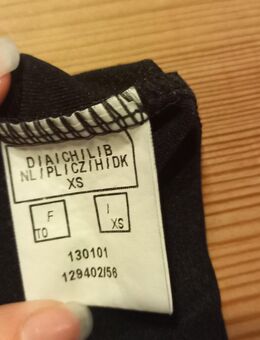 D|A|CH|L|B
NL|PL|CZ|H|DK
XS
F I
TO XS
130101
129402/56